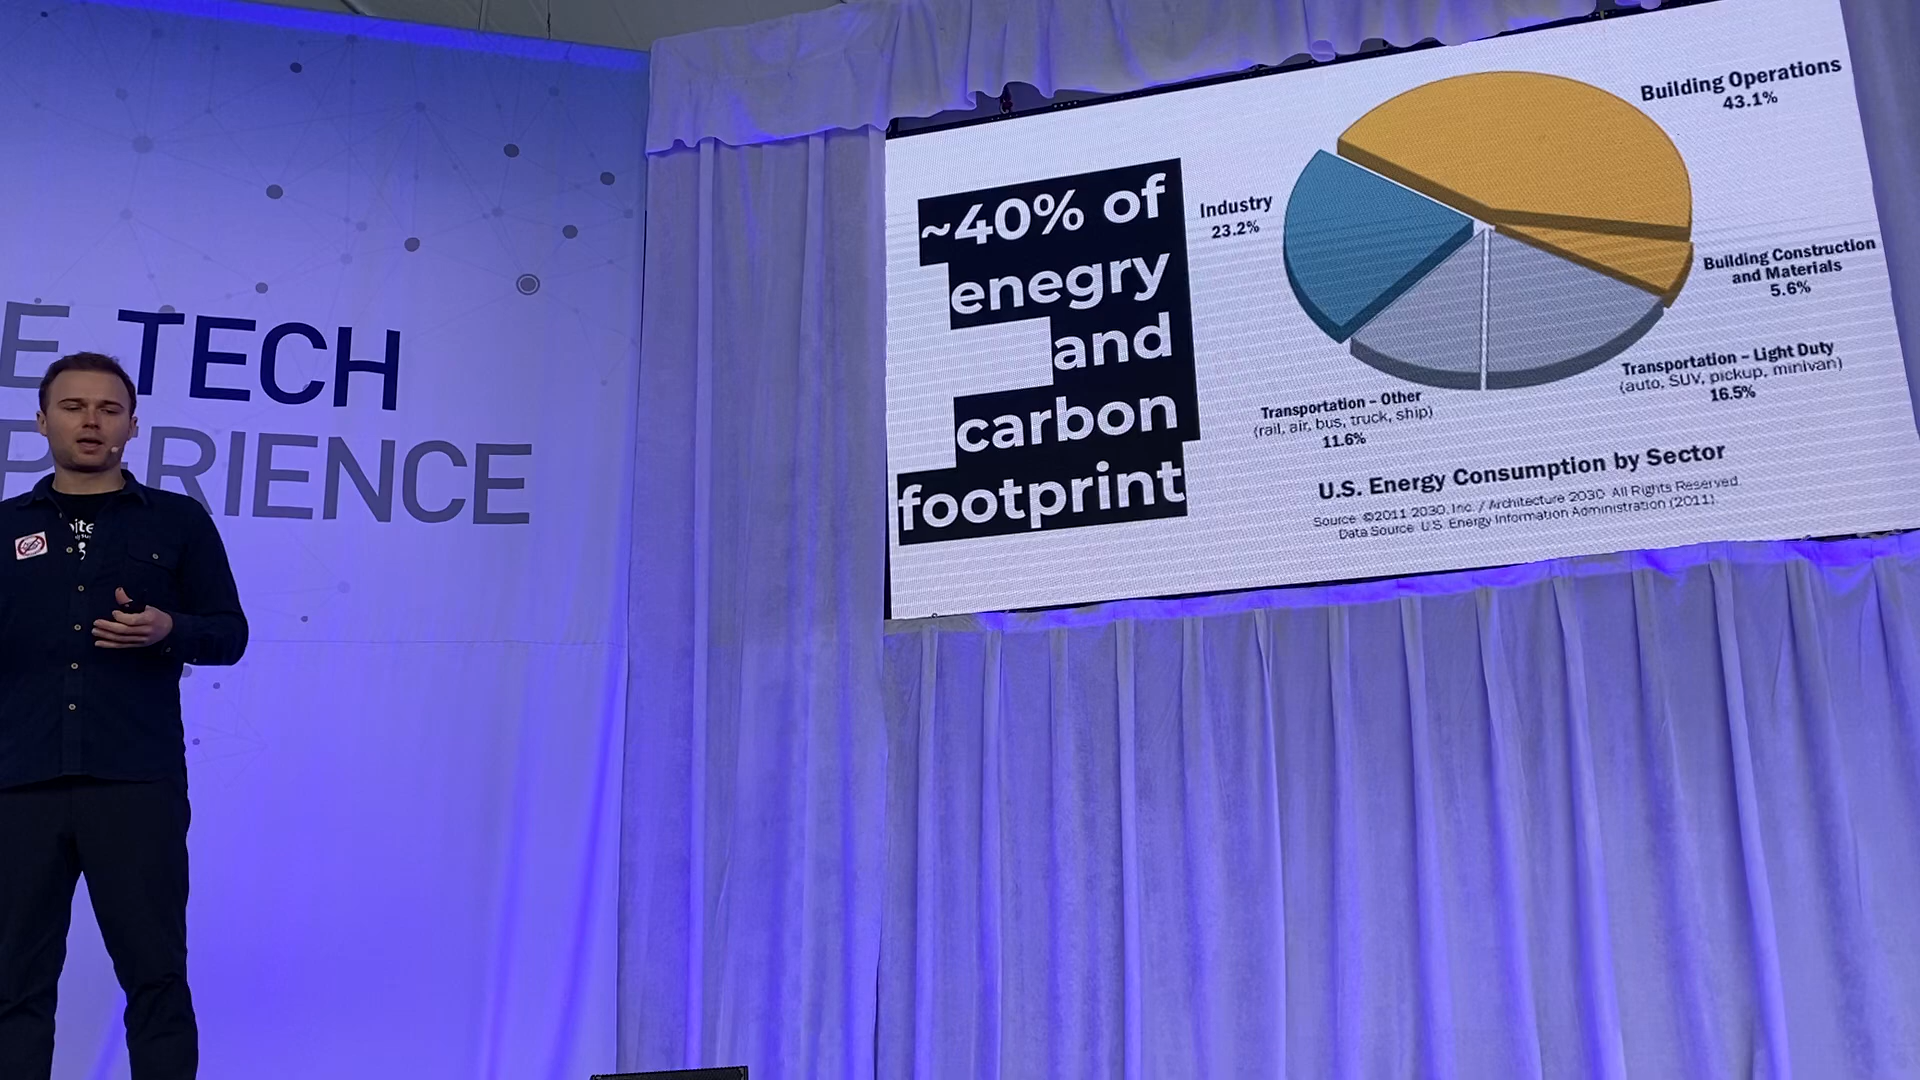 E TECH
PERIENCE
~40% of
enegry
and
carbon
footprint
Building Operations
43.1%
Industry
23.2%
Building Construction
and Materials
5.6%
Transportation – Light Duty
(auto, SUV, pickup, minivan)
16.5%
Transportation – Other
(rail, air, bus, truck, ship)
11.6%
U.S. Energy Consumption by Sector
Source: ©2011 2030, Inc. / Architecture 2030. All Rights Reserved.
Data Source: U.S. Energy Information Administration (2011).